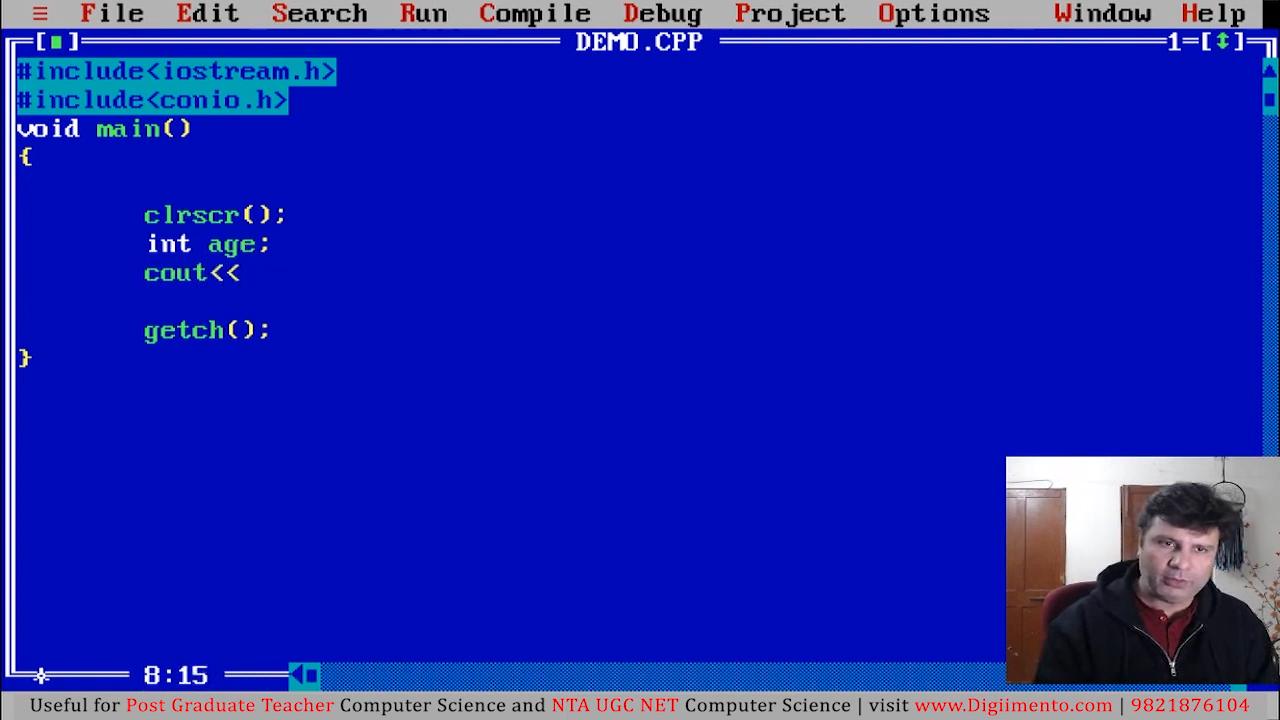 ≡ File Edit Search Run Compile Debug Project Options Window Help
[■] DEMO.CPP 1=[↕]
#include<iostream.h>
#include<conio.h>
void main()
{
clrscr();
int age;
cout<<
getch();
}
8:15
Useful for Post Graduate Teacher Computer Science and NTA UGC NET Computer Science | visit www.Digiimento.com | 9821876104